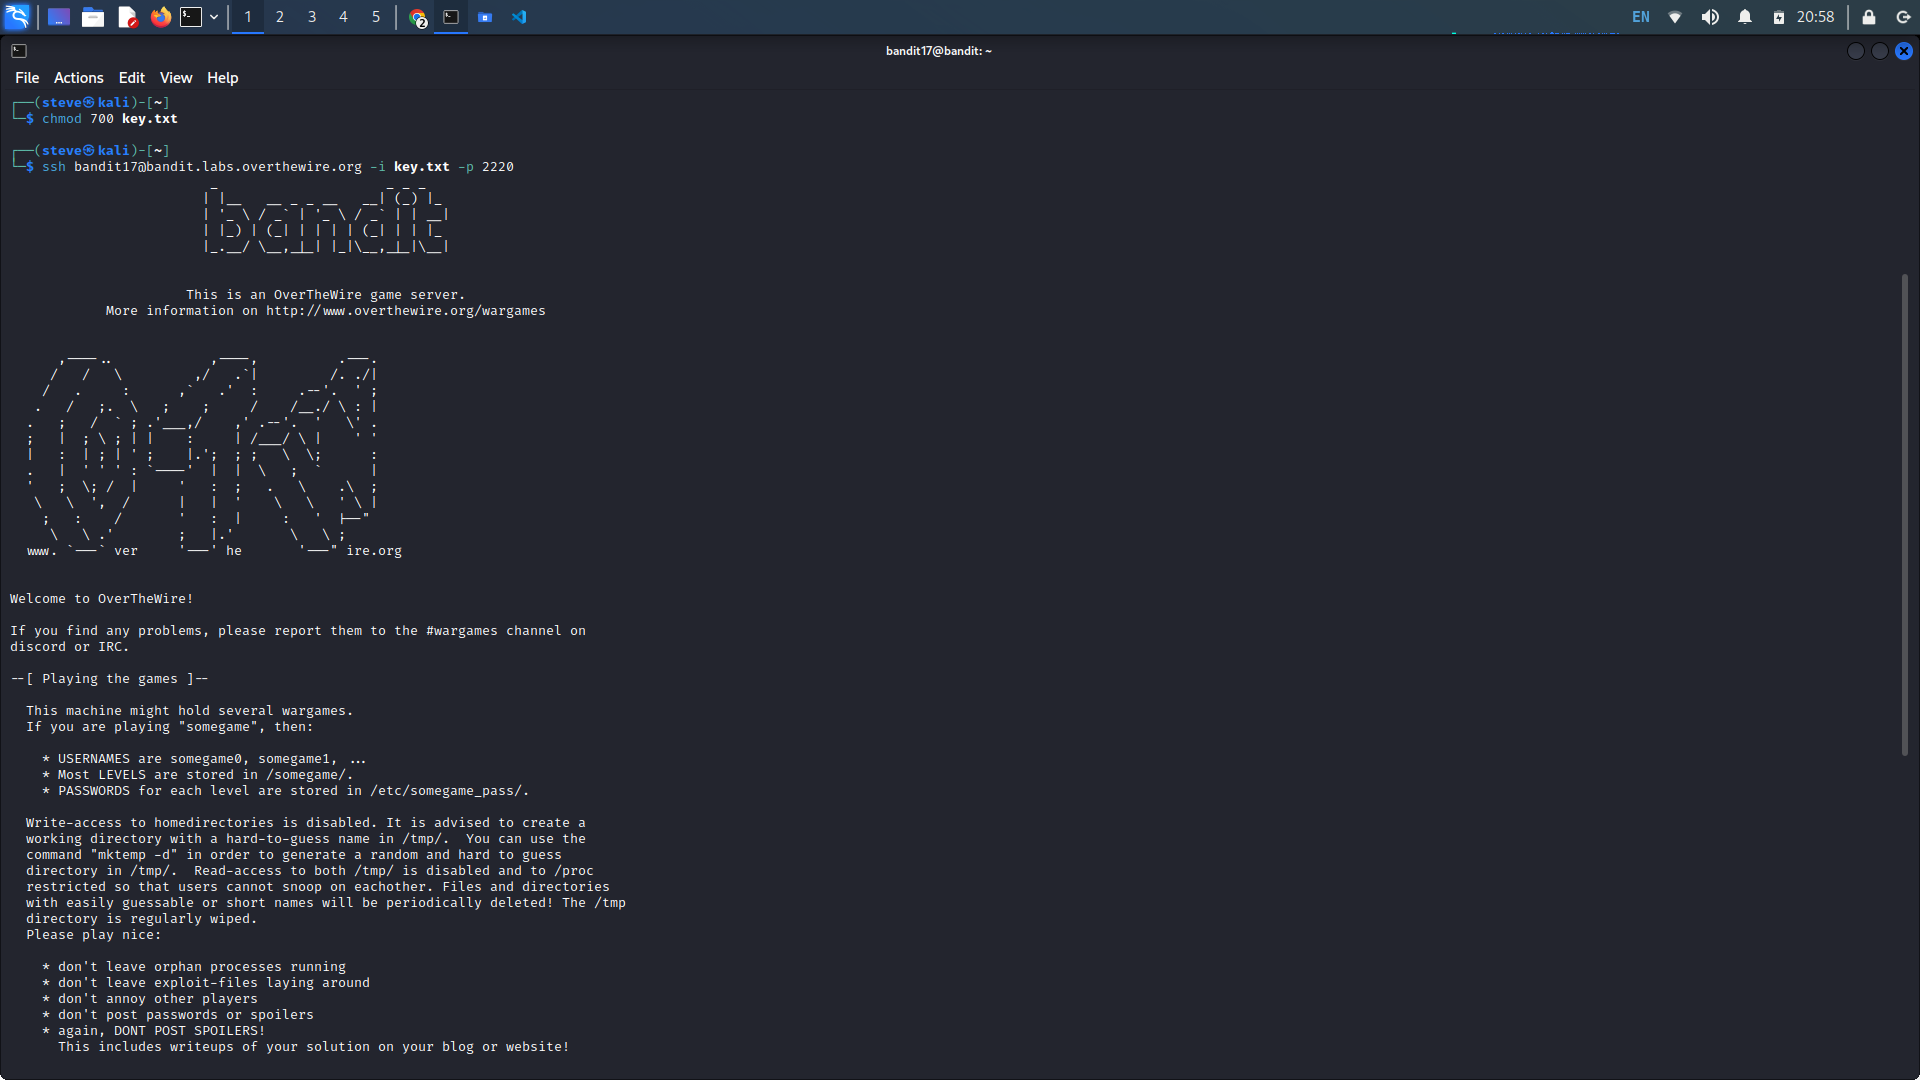 1 2 3 4 5 2 EN 20:58
bandit17@bandit: ~
File Actions Edit View Help
┌──(steve㉿kali)-[~]
└─$ chmod 700 key.txt
┌──(steve㉿kali)-[~]
└─$ ssh bandit17@bandit.labs.overthewire.org -i key.txt -p 2220
bandit
This is an OverTheWire game server.
More information on http://www.overthewire.org/wargames
www. ver he ire.org
Welcome to OverTheWire!
If you find any problems, please report them to the #wargames channel on
discord or IRC.
--[ Playing the games ]--
This machine might hold several wargames.
If you are playing "somegame", then:
* USERNAMES are somegame0, somegame1, ...
* Most LEVELS are stored in /somegame/.
* PASSWORDS for each level are stored in /etc/somegame_pass/.
Write-access to homedirectories is disabled. It is advised to create a
working directory with a hard-to-guess name in /tmp/. You can use the
command "mktemp -d" in order to generate a random and hard to guess
directory in /tmp/. Read-access to both /tmp/ is disabled and to /proc
restricted so that users cannot snoop on eachother. Files and directories
with easily guessable or short names will be periodically deleted! The /tmp
directory is regularly wiped.
Please play nice:
* don't leave orphan processes running
* don't leave exploit-files laying around
* don't annoy other players
* don't post passwords or spoilers
* again, DONT POST SPOILERS!
This includes writeups of your solution on your blog or website!